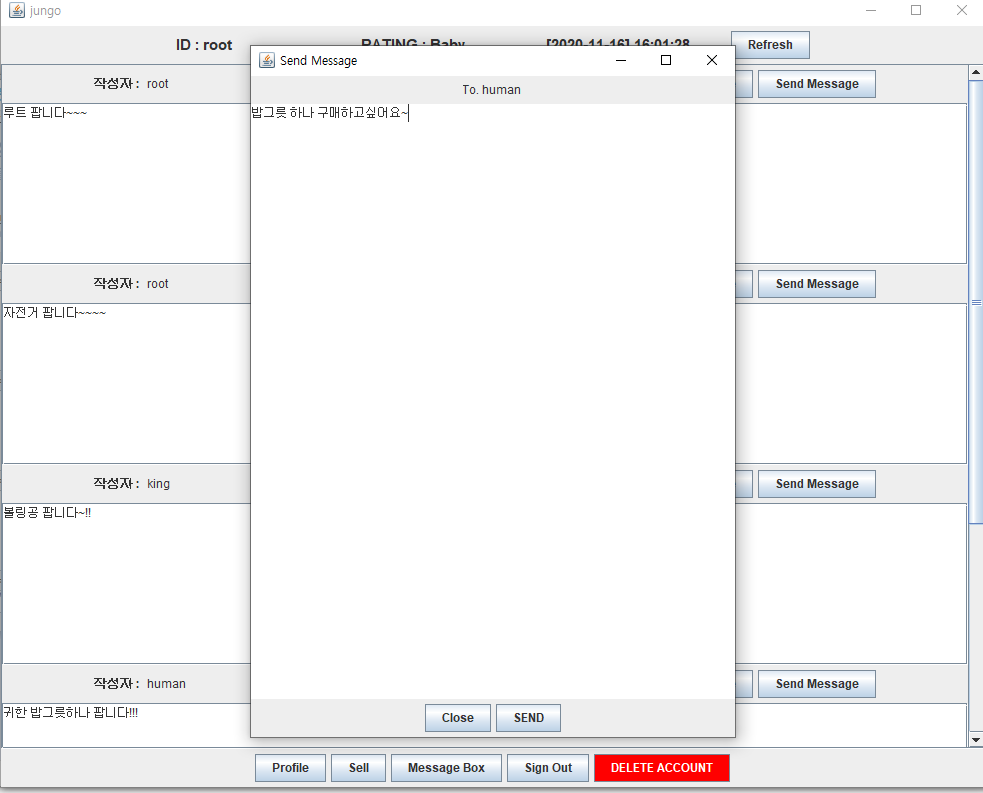 jungo
ID : root RATING : Baby [2020-11-16] 16:01:28 Refresh
Send Message
To. human
밥그릇 하나 구매하고싶어요~
Close SEND
작성자 : root Send Message
루트 팝니다~~~
작성자 : root Send Message
자전거 팝니다~~~~
작성자 : king Send Message
볼링공 팝니다~!!
작성자 : human Send Message
귀한 밥그릇하나 팝니다!!!
Profile Sell Message Box Sign Out DELETE ACCOUNT